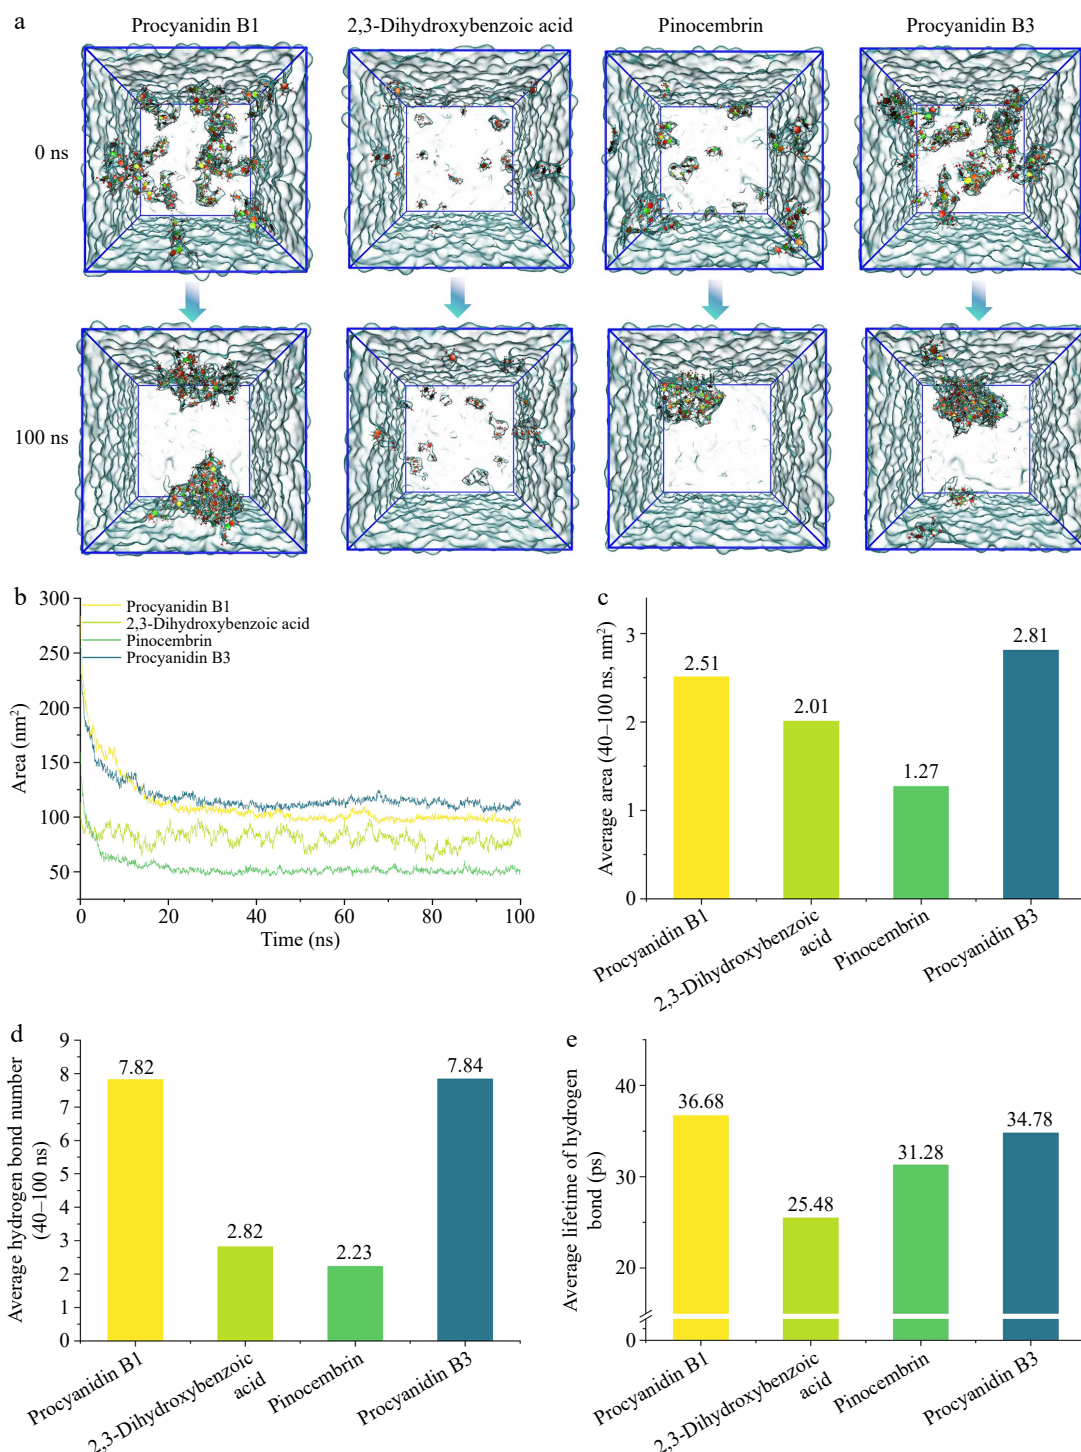 a
Procyanidin B1
2,3-Dihydroxybenzoic acid
Pinocembrin
Procyanidin B3
0 ns
100 ns
b
300
250
200
150
100
50
0
20
40
60
80
100
Area (nm²)
Time (ns)
Procyanidin B1
2,3-Dihydroxybenzoic acid
Pinocembrin
Procyanidin B3
c
3
2
1
0
Average area (40–100 ns, nm²)
2.51
2.01
1.27
2.81
Procyanidin B1
2,3-Dihydroxybenzoic
acid
Pinocembrin
Procyanidin B3
d
9
8
7
6
5
4
3
2
1
0
Average hydrogen bond number
(40–100 ns)
7.82
2.82
2.23
7.84
Procyanidin B1
2,3-Dihydroxybenzoic
acid
Pinocembrin
Procyanidin B3
e
40
30
20
0
Average lifetime of hydrogen
bond (ps)
36.68
25.48
31.28
34.78
Procyanidin B1
2,3-Dihydroxybenzoic
acid
Pinocembrin
Procyanidin B3